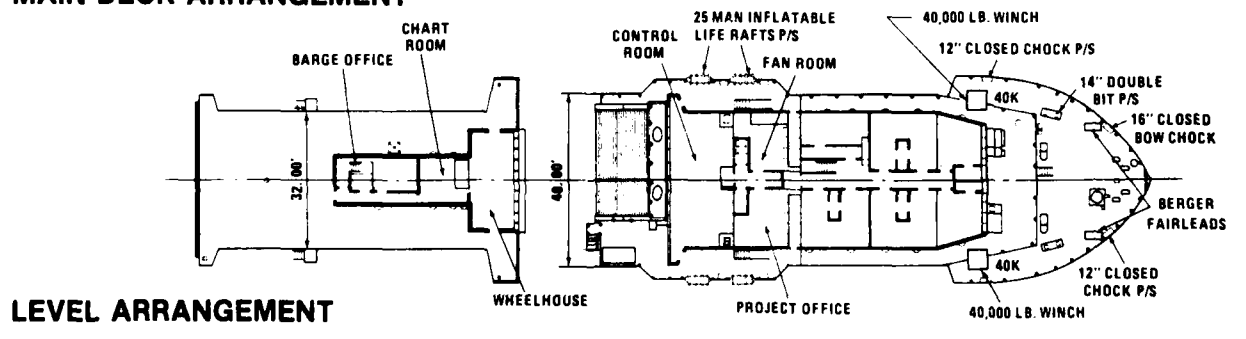 MAIN DECK ARRANGEMENT
25 MAN INFLATABLE
LIFE RAFTS P/S
40,000 LB. WINCH
CHART
ROOM
CONTROL
ROOM
12" CLOSED CHOCK P/S
BARGE OFFICE
FAN ROOM
14" DOUBLE
BIT P/S
40K
16" CLOSED
BOW CHOCK
32.00'
40.00'
BERGER
FAIRLEADS
40K
12" CLOSED
CHOCK P/S
WHEELHOUSE
PROJECT OFFICE
40,000 LB. WINCH
LEVEL ARRANGEMENT